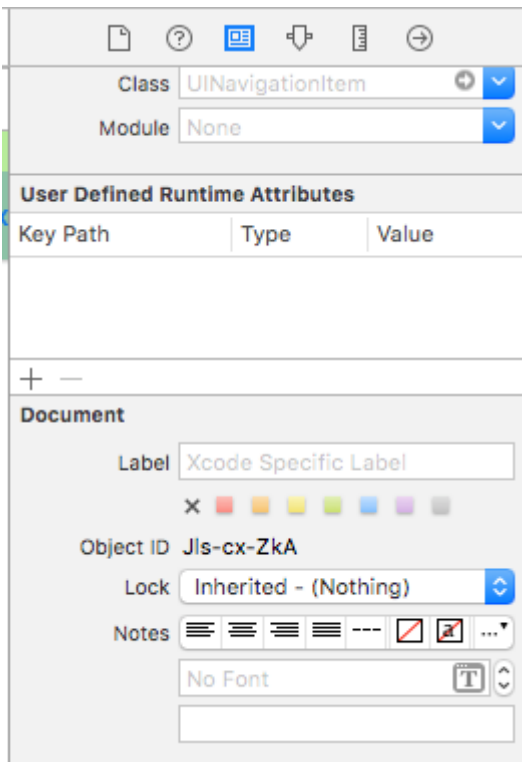 Class UINavigationItem
Module None
User Defined Runtime Attributes
Key Path Type Value
Document
Label Xcode Specific Label
Object ID Jls-cx-ZkA
Lock Inherited - (Nothing)
Notes
No Font